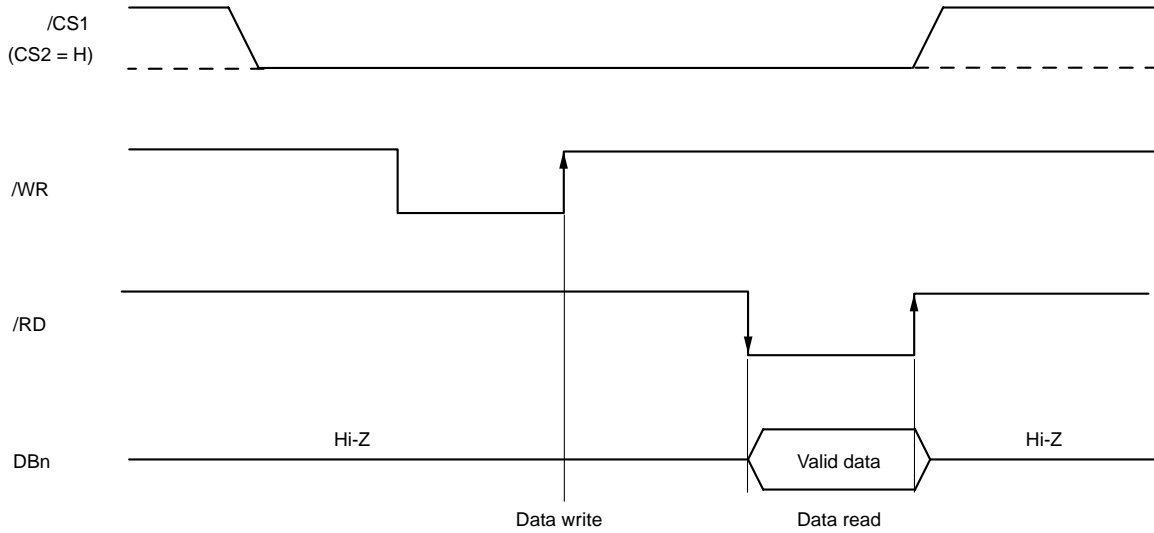 /CS1
(CS2 = H)
/WR
/RD
Hi-Z
Hi-Z
DBn
Valid data
Data write
Data read